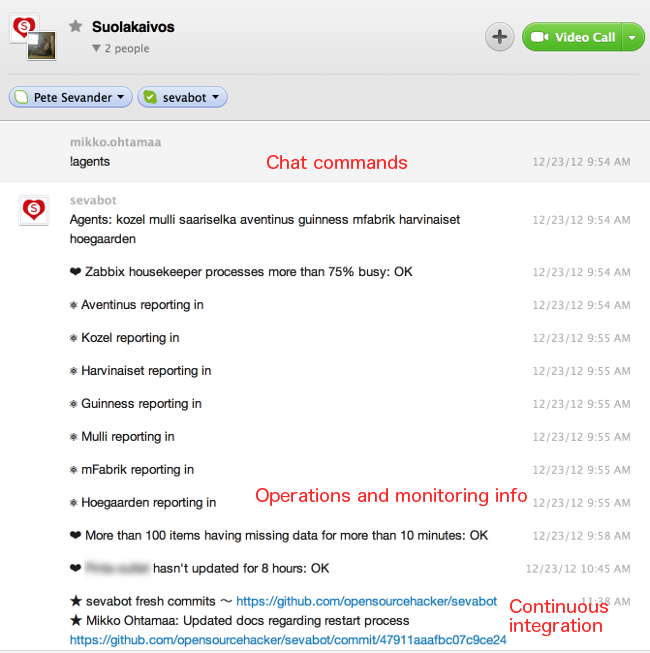 Suolakaivos
2 people
Video Call
Pete Sevander
sevabot
mikko.ohtamaa
!agents
Chat commands
12/23/12 9:54 AM
sevabot
Agents: kozel mulli saariselka aventinus guinness mfabrik harvinaiset
12/23/12 9:54 AM
hoegaarden
❤ Zabbix housekeeper processes more than 75% busy: OK
12/23/12 9:54 AM
⚛ Aventinus reporting in
12/23/12 9:54 AM
⚛ Kozel reporting in
12/23/12 9:55 AM
⚛ Harvinaiset reporting in
12/23/12 9:55 AM
⚛ Guinness reporting in
12/23/12 9:55 AM
⚛ Mulli reporting in
12/23/12 9:55 AM
⚛ mFabrik reporting in
12/23/12 9:55 AM
Operations and monitoring info
⚛ Hoegaarden reporting in
12/23/12 9:55 AM
❤ More than 100 items having missing data for more than 10 minutes: OK
12/23/12 9:58 AM
❤ hasn't updated for 8 hours: OK
12/23/12 10:45 AM
★ sevabot fresh commits ～ https://github.com/opensourcehacker/sevabot
11:38 AM
Continuous
integration
★ Mikko Ohtamaa: Updated docs regarding restart process
https://github.com/opensourcehacker/sevabot/commit/47911aaafbc07c9ce24